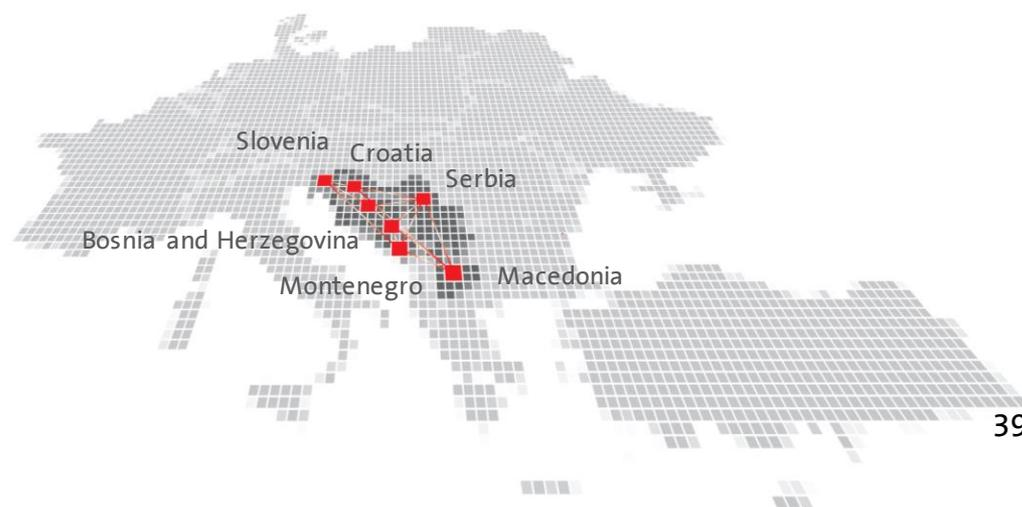 Slovenia
Croatia
Serbia
Bosnia and Herzegovina
Montenegro
Macedonia
39